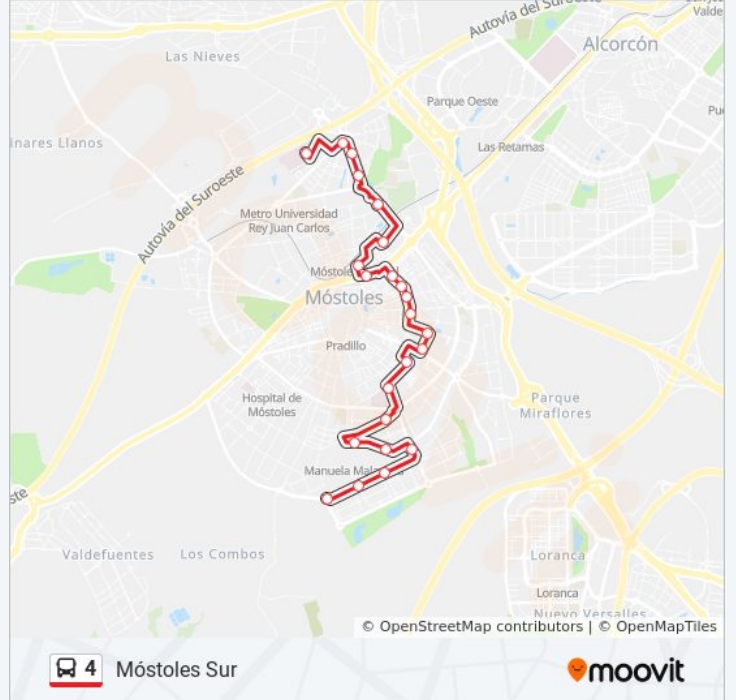 Autovía del Suroeste
Valde
Alcorcón
Las Nieves
Parque Oeste
inares Llanos
Las Retamas
Autovía del Suroeste
Metro Universidad
Rey Juan Carlos
Móstoles
Pradillo
Hospital de
Móstoles
Parque
Miraflores
Manuela Mala
ste
Valdefuentes
Los Combos
Loranca
Loranca
Nuevo Versalles
© OpenStreetMap contributors | © OpenMapTiles
4 Móstoles Sur
moovit